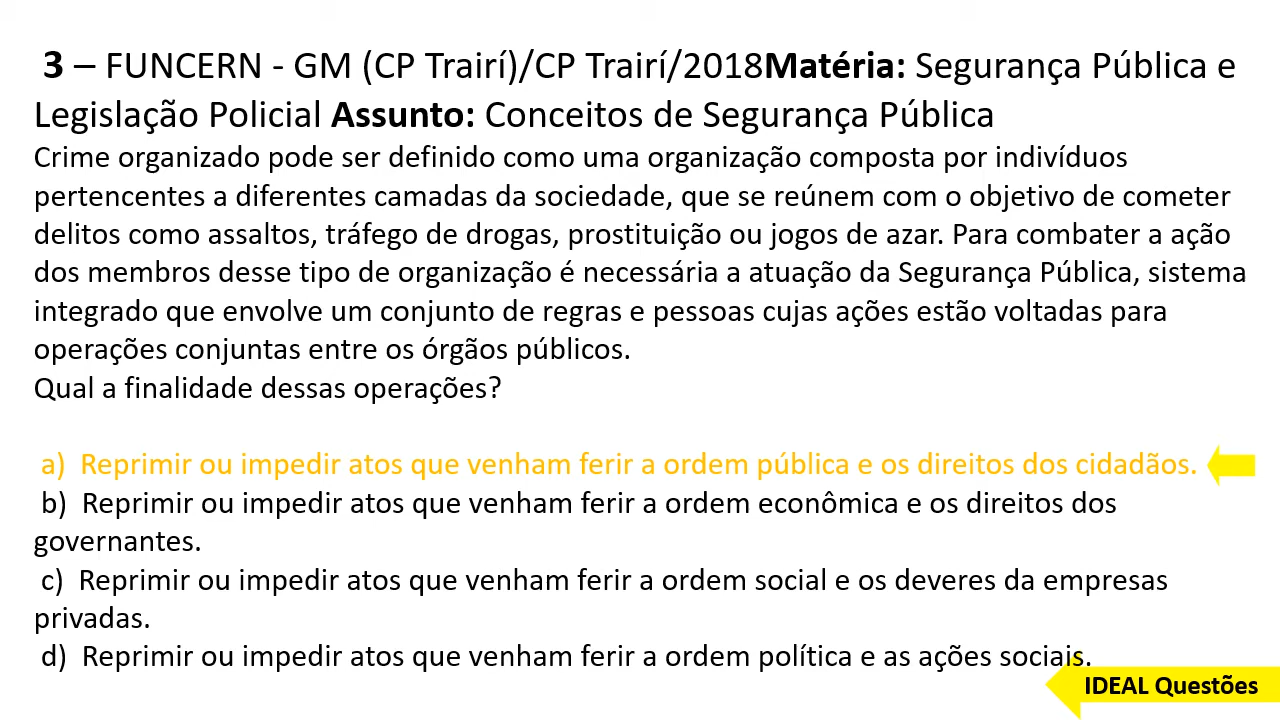 3 – FUNCERN - GM (CP Trairí)/CP Trairí/2018Matéria: Segurança Pública e
Legislação Policial Assunto: Conceitos de Segurança Pública
Crime organizado pode ser definido como uma organização composta por indivíduos
pertencentes a diferentes camadas da sociedade, que se reúnem com o objetivo de cometer
delitos como assaltos, tráfego de drogas, prostituição ou jogos de azar. Para combater a ação
dos membros desse tipo de organização é necessária a atuação da Segurança Pública, sistema
integrado que envolve um conjunto de regras e pessoas cujas ações estão voltadas para
operações conjuntas entre os órgãos públicos.
Qual a finalidade dessas operações?
a) Reprimir ou impedir atos que venham ferir a ordem pública e os direitos dos cidadãos.
b) Reprimir ou impedir atos que venham ferir a ordem econômica e os direitos dos
governantes.
c) Reprimir ou impedir atos que venham ferir a ordem social e os deveres da empresas
privadas.
d) Reprimir ou impedir atos que venham ferir a ordem política e as ações sociais.
IDEAL Questões